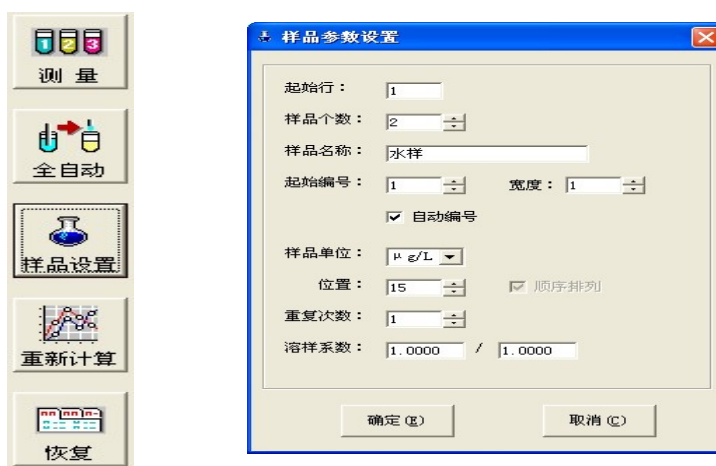 1 2 3
测 量
全自动
样品设置
重新计算
恢复
样品参数设置
起始行： 1
样品个数： 2
样品名称： 水样
起始编号： 1 宽度： 1
自动编号
样品单位： μg/L
位置： 15 顺序排列
重复次数： 1
溶样系数： 1.0000 / 1.0000
确定(E) 取消(C)